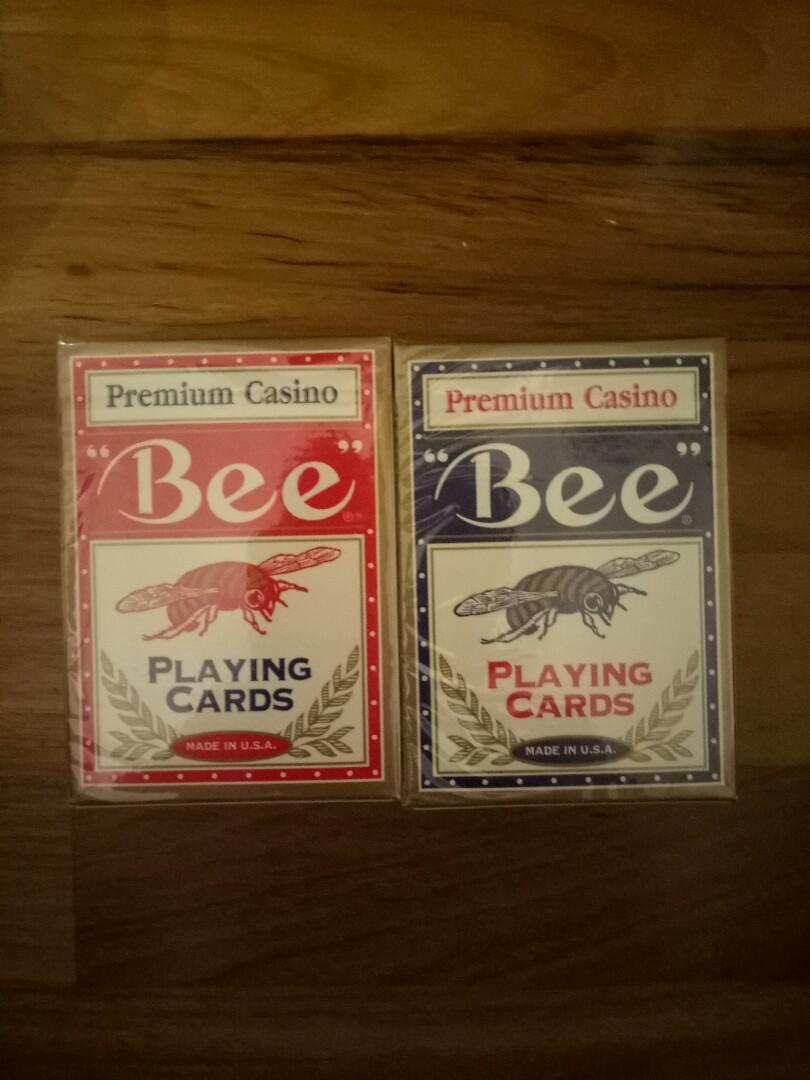 Premium Casino
“Bee”®
PLAYING
CARDS
MADE IN U.S.A.
Premium Casino
“Bee”®
PLAYING
CARDS
MADE IN U.S.A.